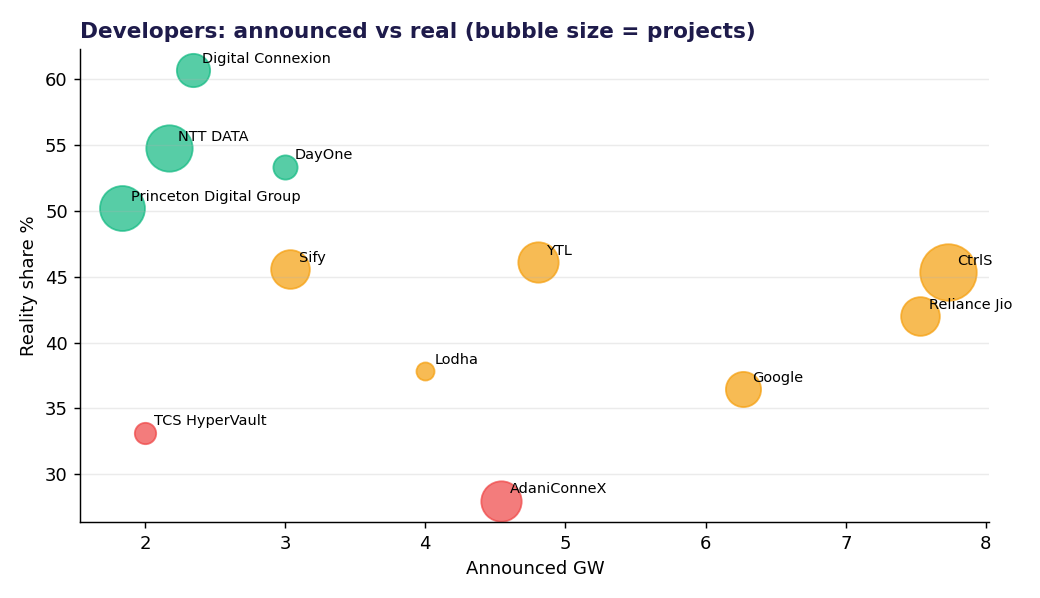 Developers: announced vs real (bubble size = projects)
Digital Connexion
NTT DATA
DayOne
Princeton Digital Group
Sify
YTL
CtrlS
Reliance Jio
Lodha
Google
TCS HyperVault
AdaniConneX
Reality share %
60
55
50
45
40
35
30
2 3 4 5 6 7 8
Announced GW